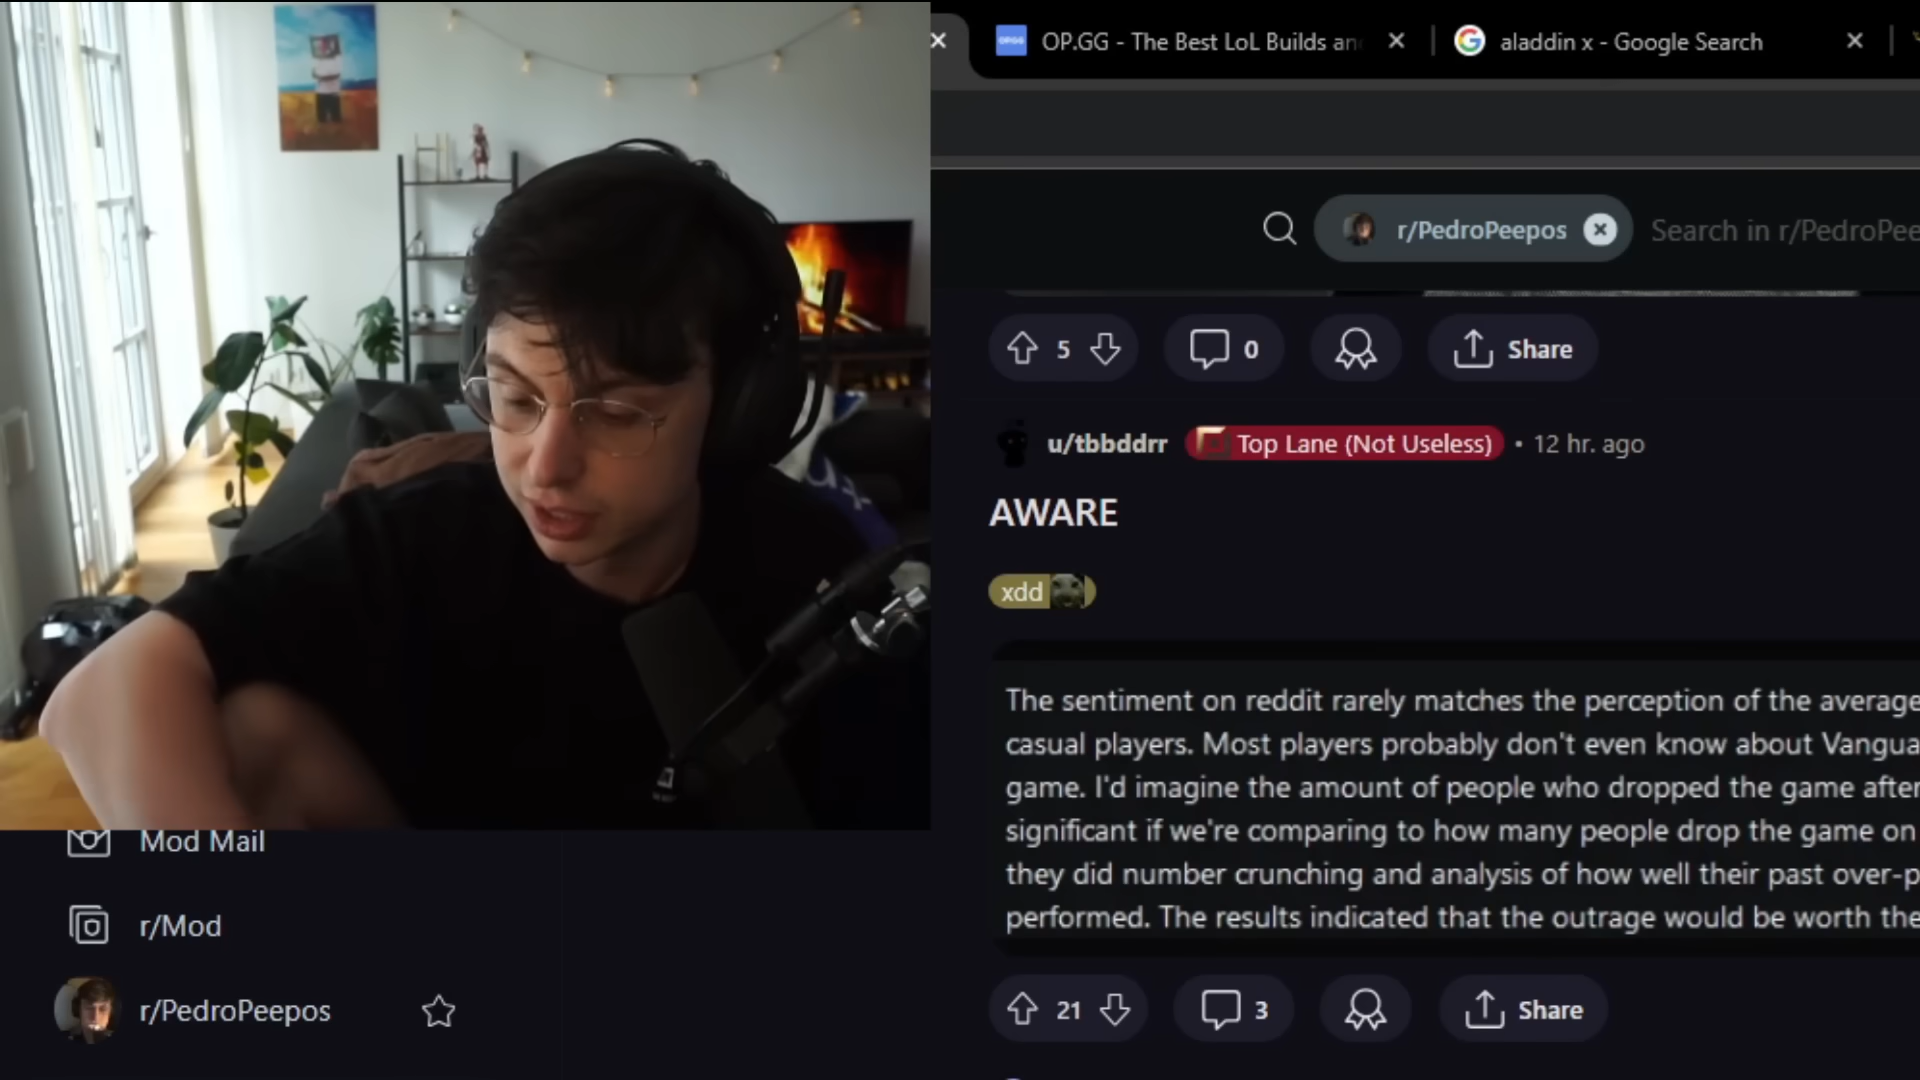 OP.GG - The Best LoL Builds an
aladdin x - Google Search
r/PedroPeepos
Search in r/PedroPee
5
0
Share
u/tbbddrr
Top Lane (Not Useless)
• 12 hr. ago
AWARE
xdd
The sentiment on reddit rarely matches the perception of the average
casual players. Most players probably don't even know about Vangua
game. I'd imagine the amount of people who dropped the game after
significant if we're comparing to how many people drop the game on
they did number crunching and analysis of how well their past over-p
performed. The results indicated that the outrage would be worth the
21
3
Share
Mod Mail
r/Mod
r/PedroPeepos